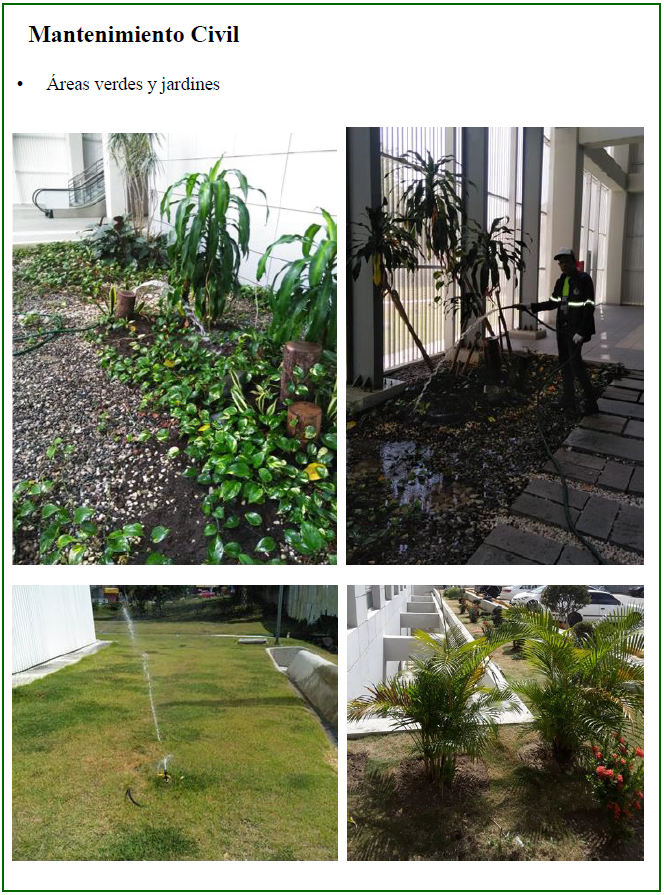 Mantenimiento Civil
• Áreas verdes y jardines